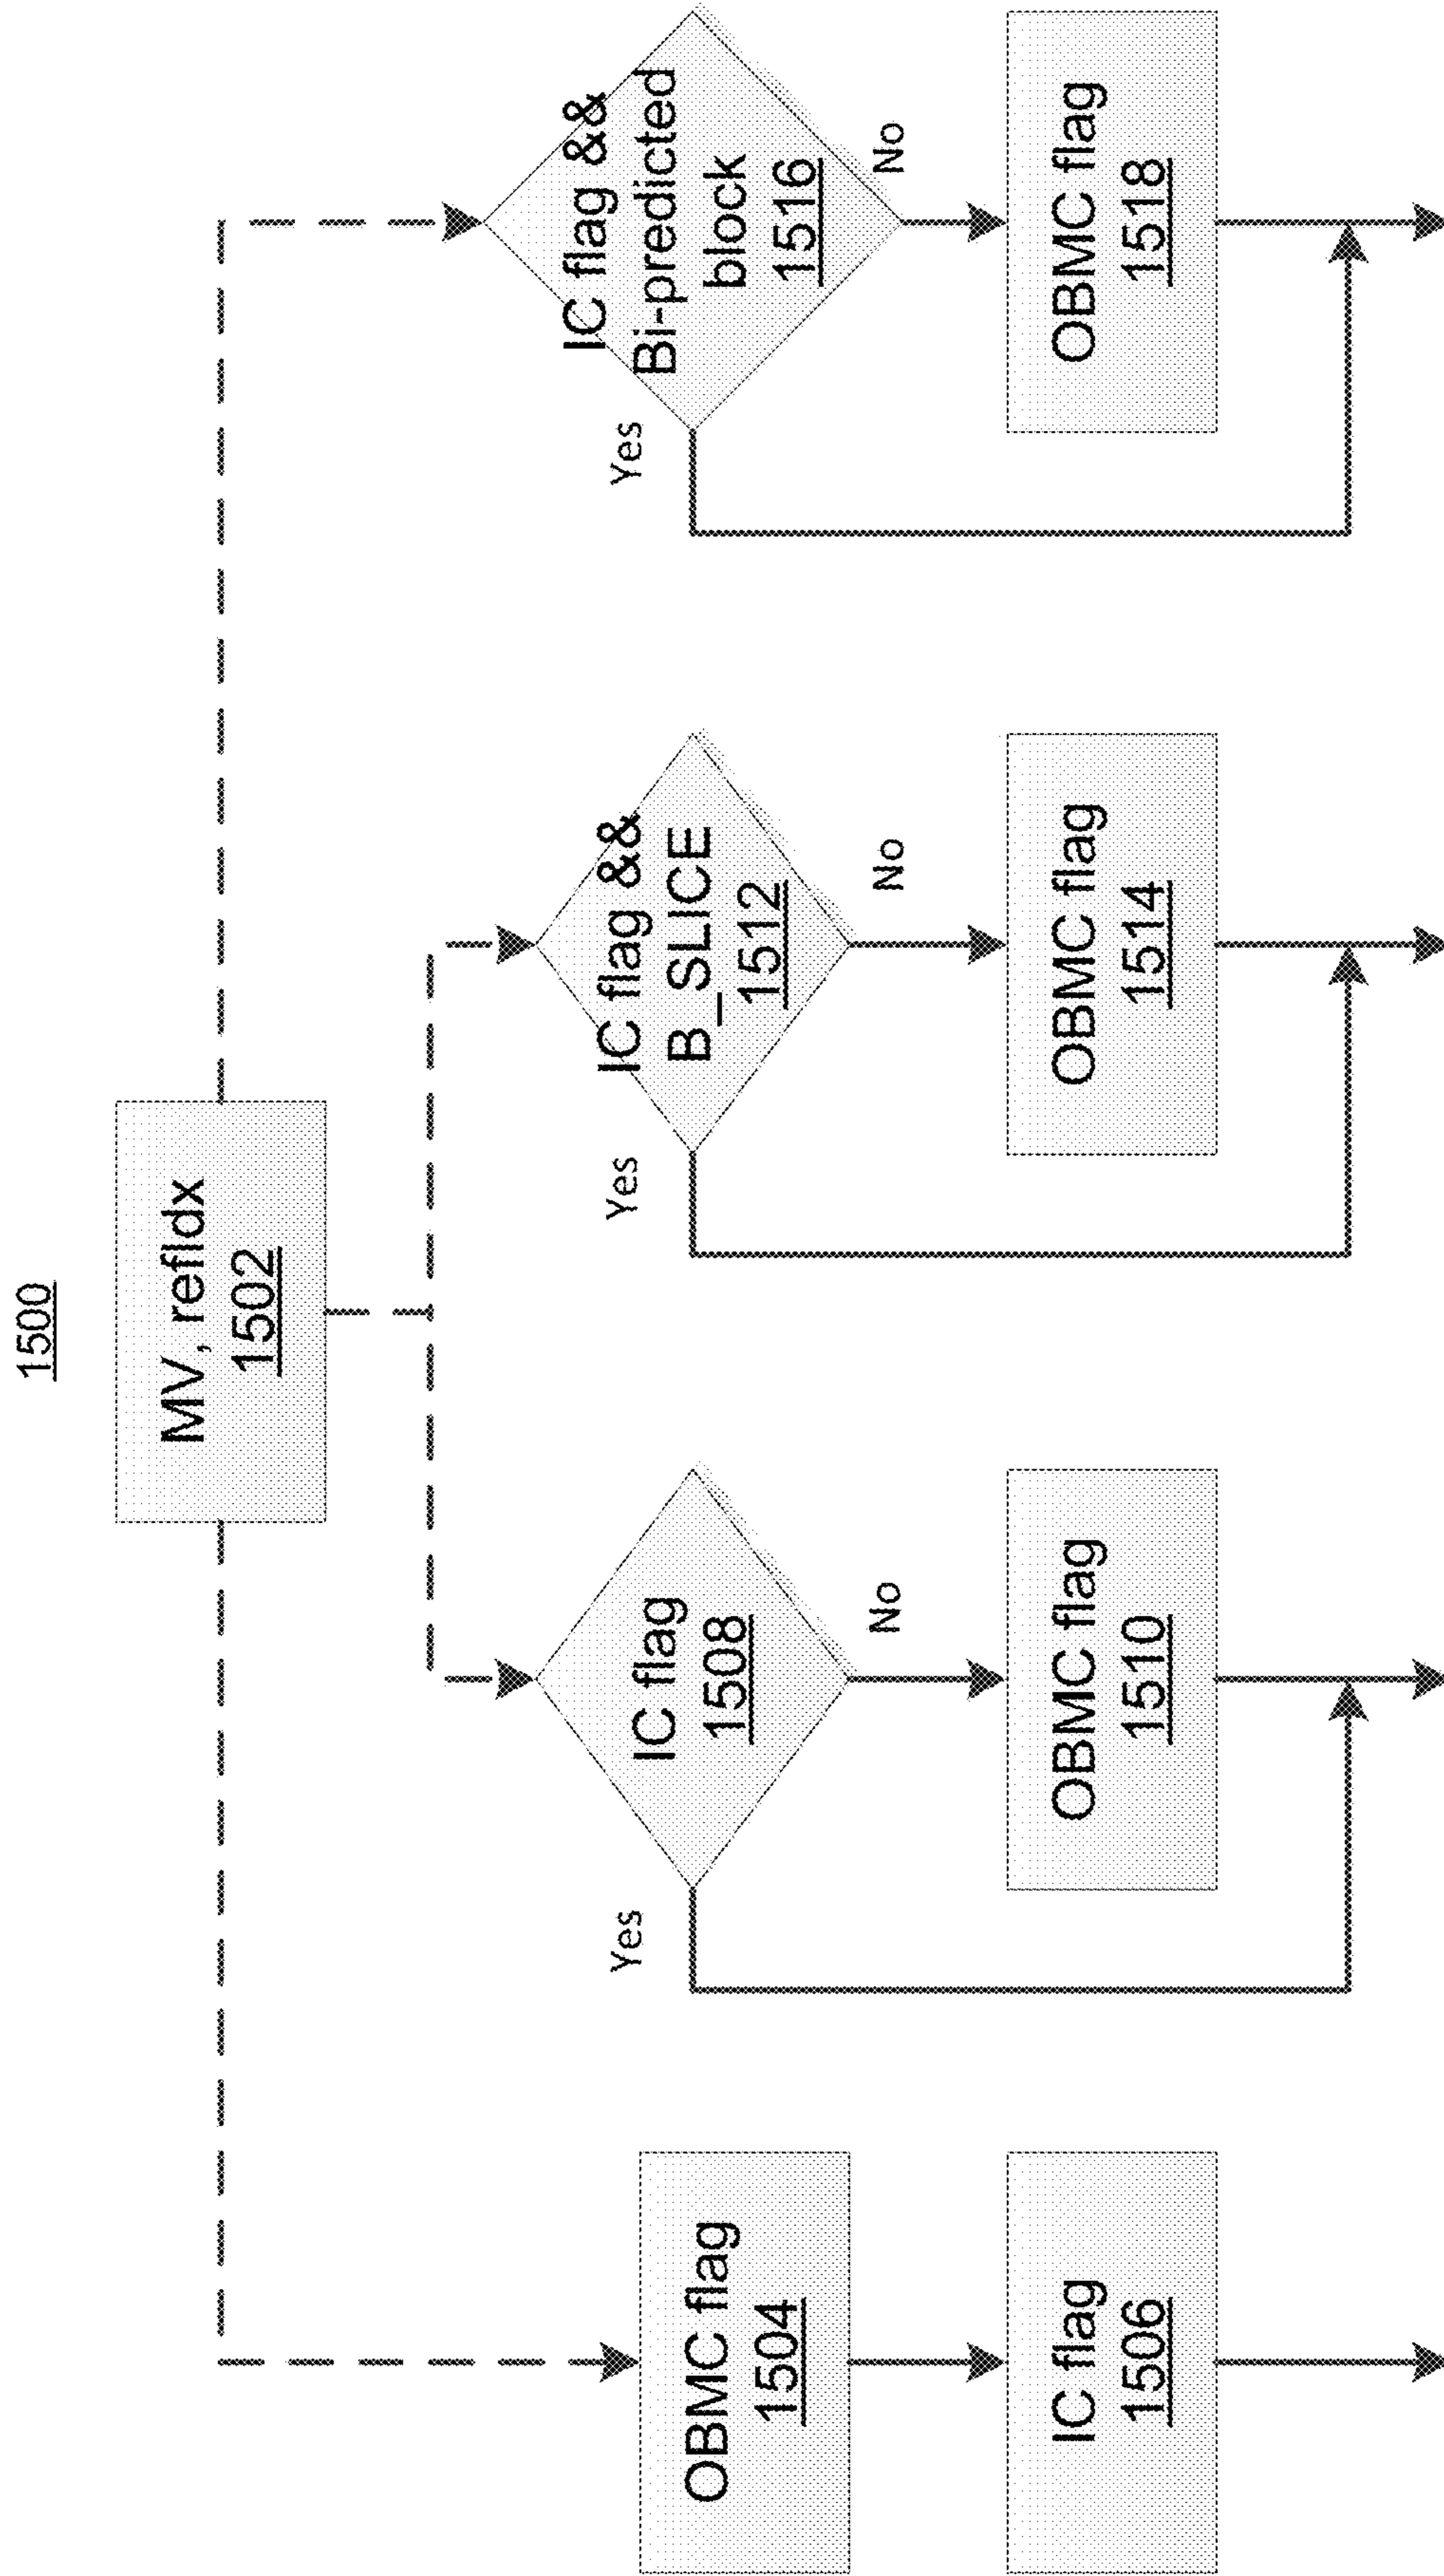 1500
MV, refIdx
1502
OBMC flag
1504
IC flag
1506
IC flag
1508
Yes
No
OBMC flag
1510
IC flag &&
B_SLICE
1512
Yes
No
OBMC flag
1514
IC flag &&
Bi-predicted
block
1516
Yes
No
OBMC flag
1518